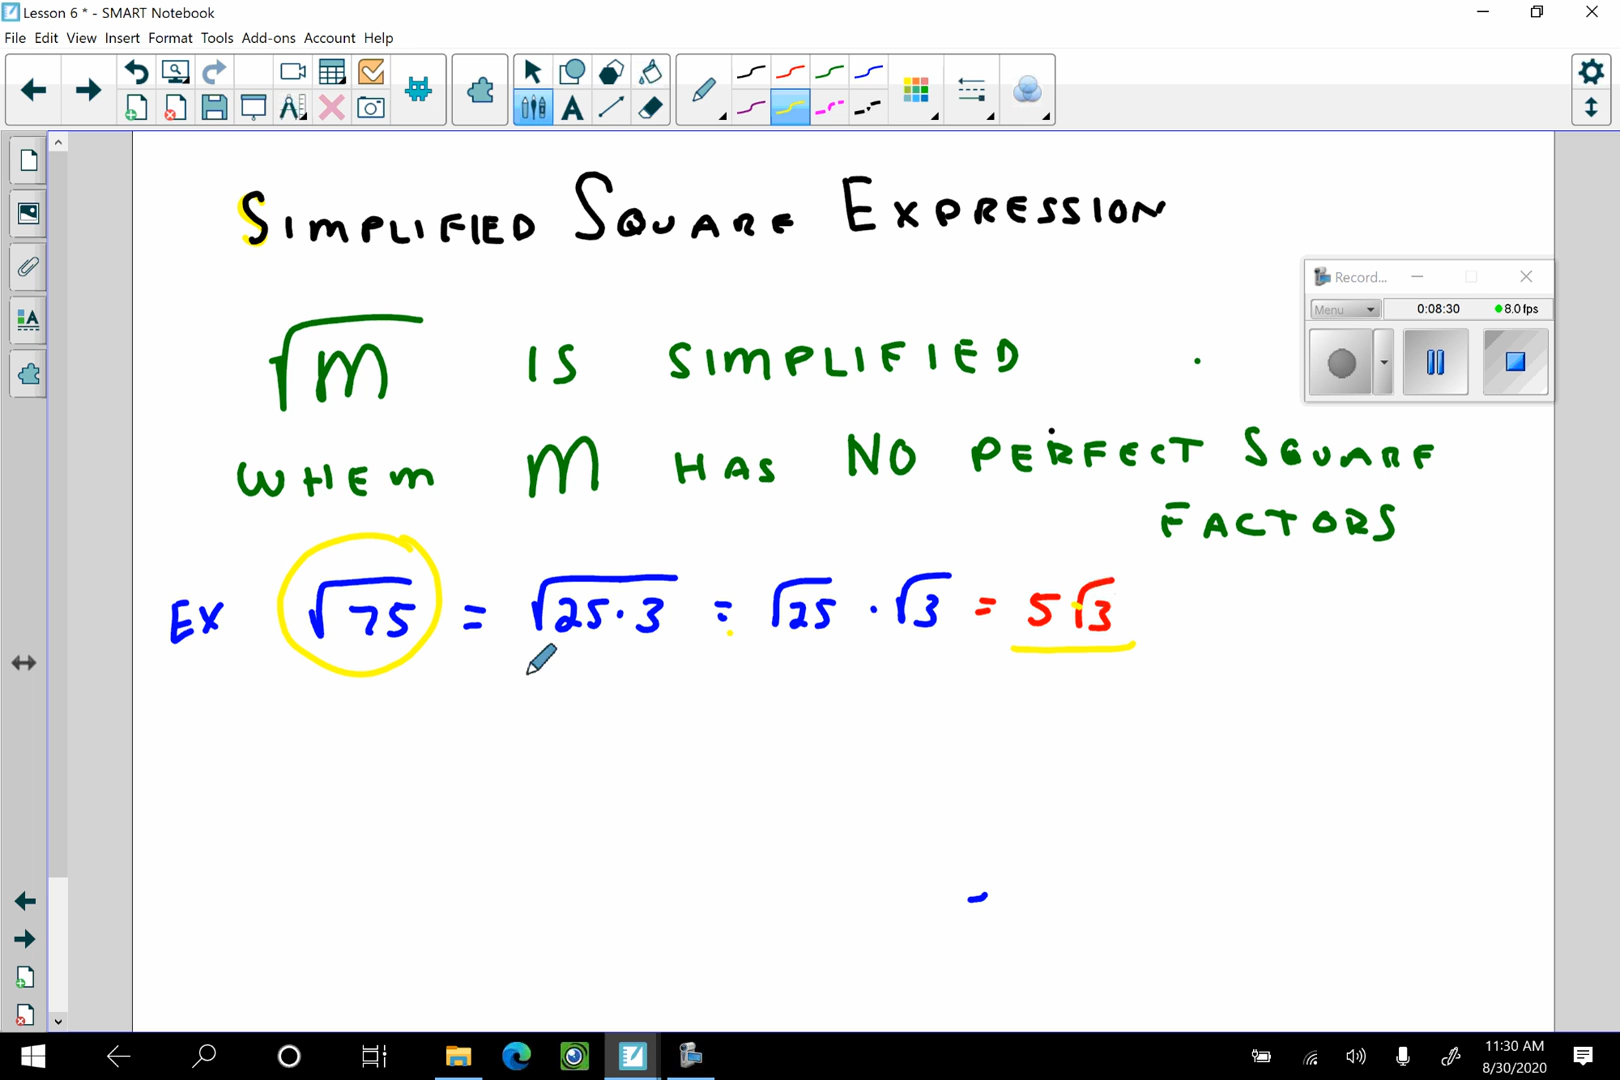 Lesson 6 * - SMART Notebook
File Edit View Insert Format Tools Add-ons Account Help
SIMPLIFIED SQUARE EXPRESSION
Record...
Menu 0:08:30 8.0 fps
√m IS SIMPLIFIED
WHEN M HAS NO PERFECT SQUARE
FACTORS
EX √75 = √25·3 = √25 · √3 = 5√3
11:30 AM
8/30/2020